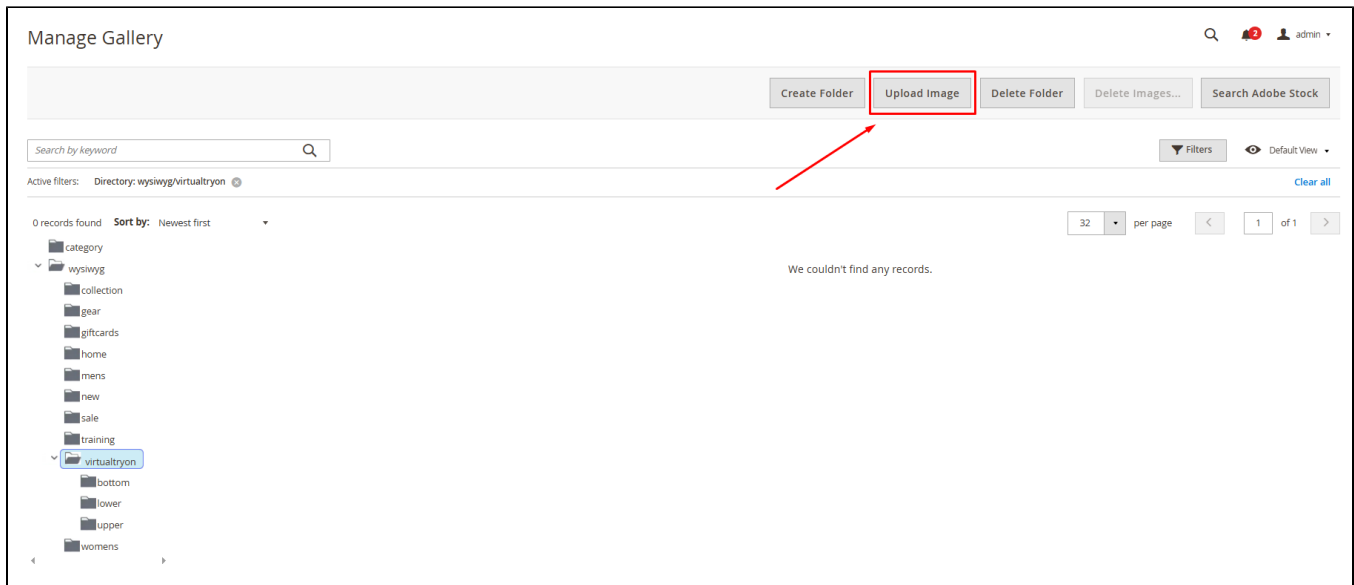 Manage Gallery
2
admin
Create Folder
Upload Image
Delete Folder
Delete Images...
Search Adobe Stock
Search by keyword
Filters
Default View
Active filters: Directory: wysiwyg/virtualtryon
Clear all
0 records found Sort by: Newest first
32 per page 1 of 1
We couldn't find any records.
category
wysiwyg
collection
gear
giftcards
home
mens
new
sale
training
virtualtryon
bottom
lower
upper
womens